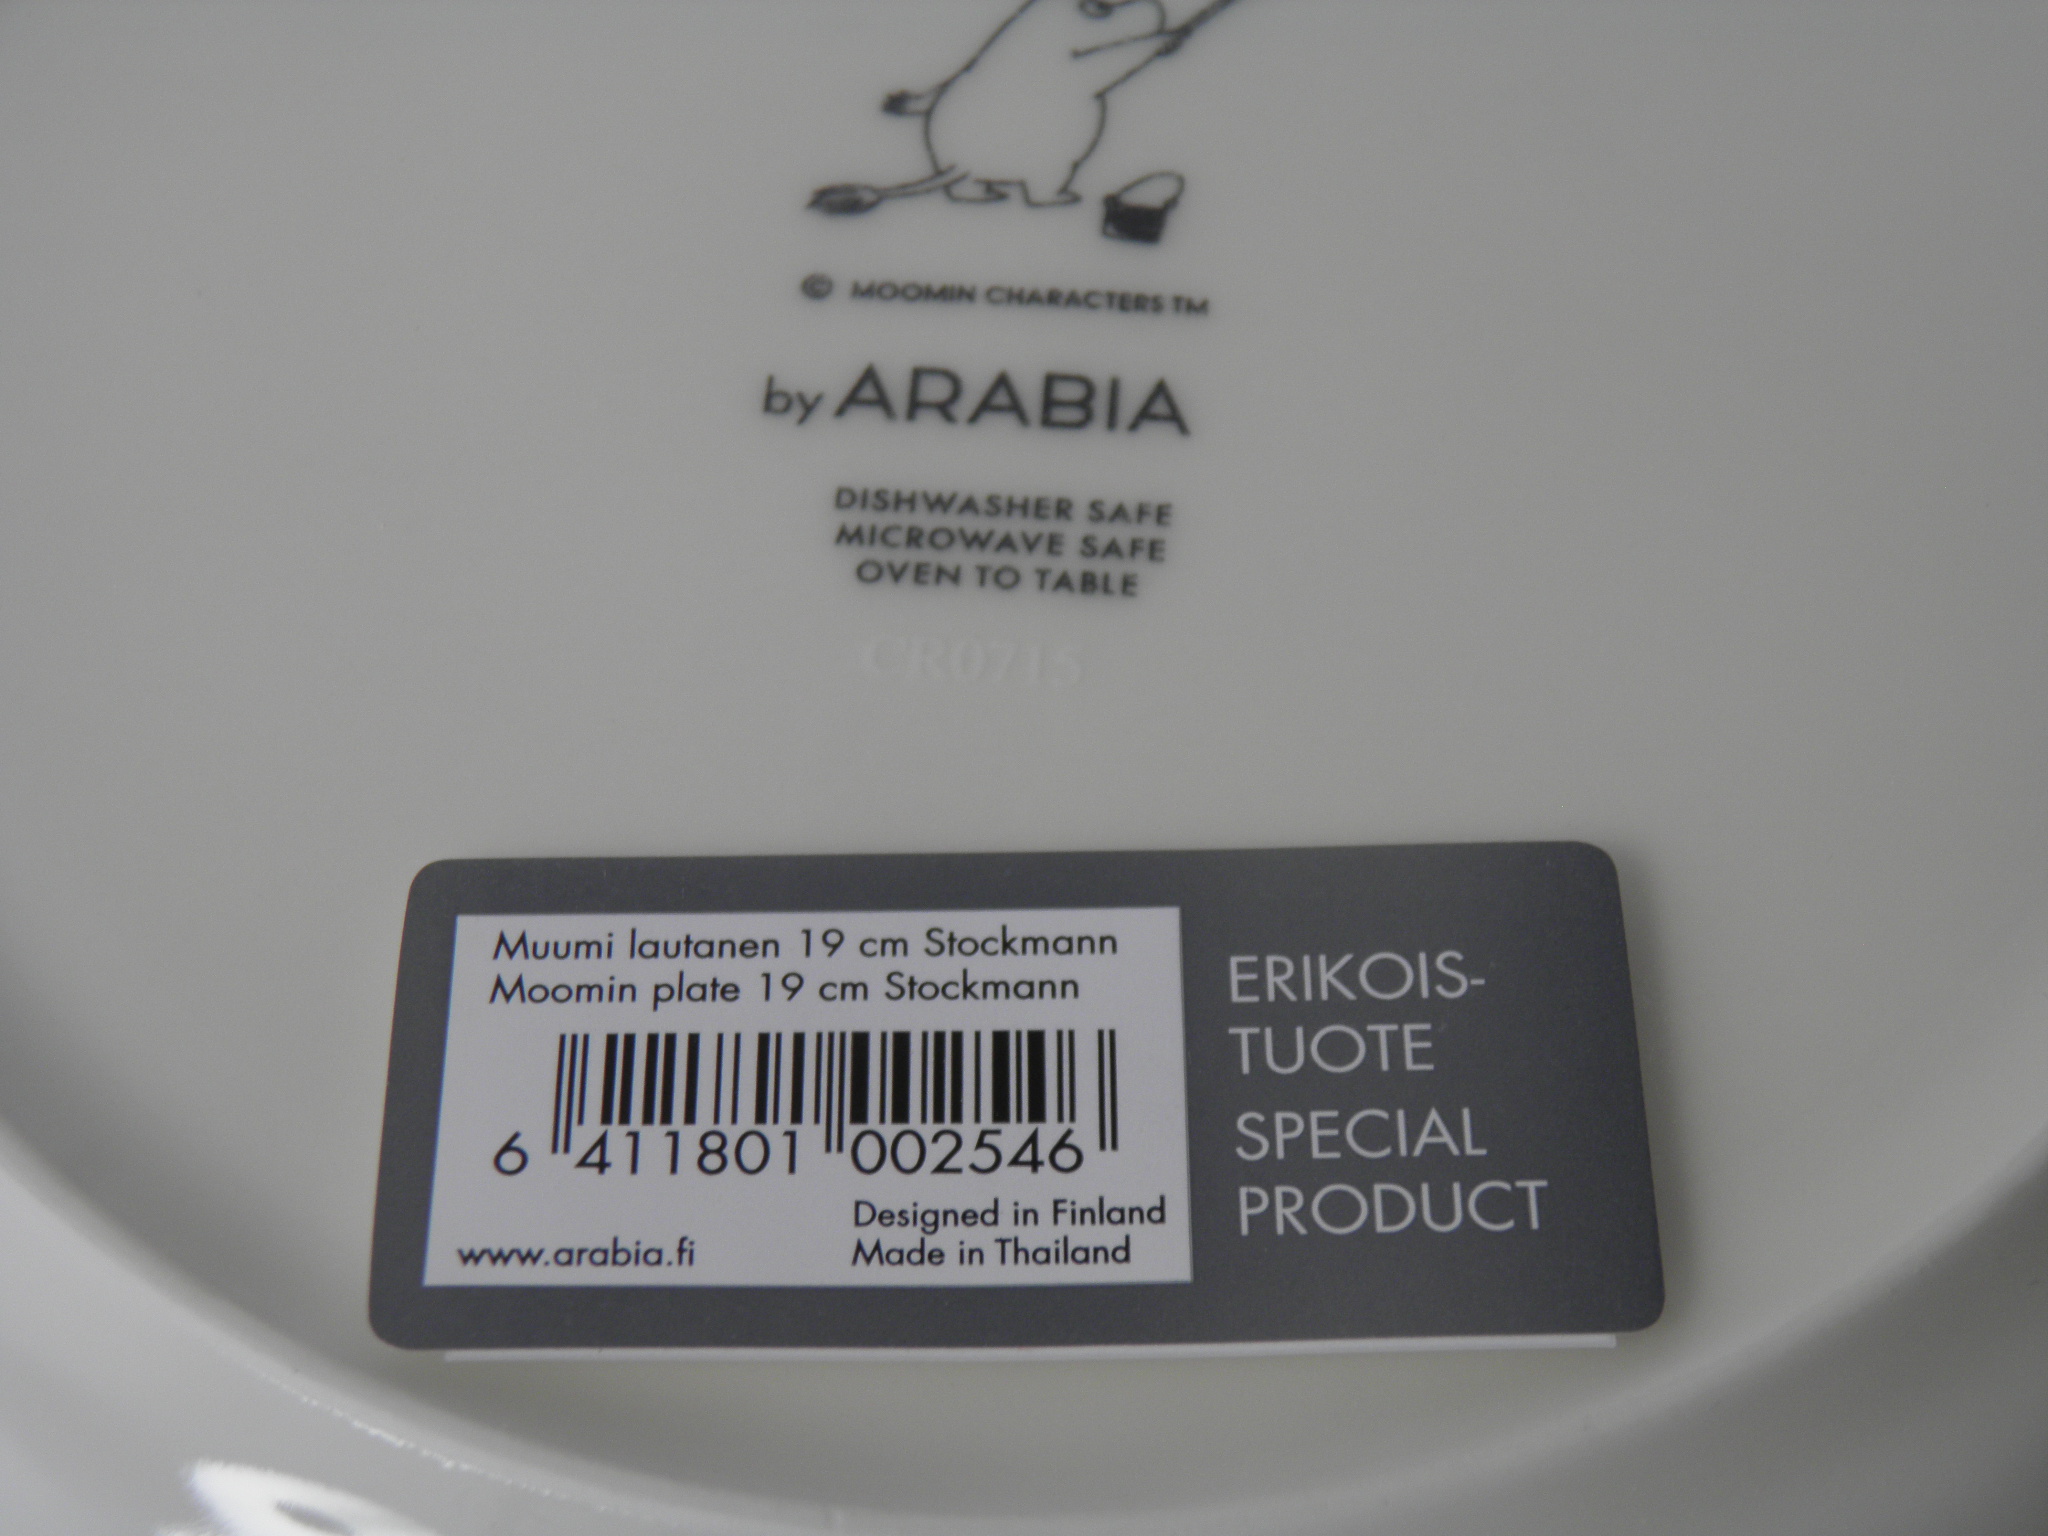 © MOOMIN CHARACTERS TM
by ARABIA
DISHWASHER SAFE
MICROWAVE SAFE
OVEN TO TABLE
CR0715
Muumi lautanen 19 cm Stockmann
Moomin plate 19 cm Stockmann
6 411801 002546
Designed in Finland
www.arabia.fi Made in Thailand
ERIKOIS-
TUOTE
SPECIAL
PRODUCT